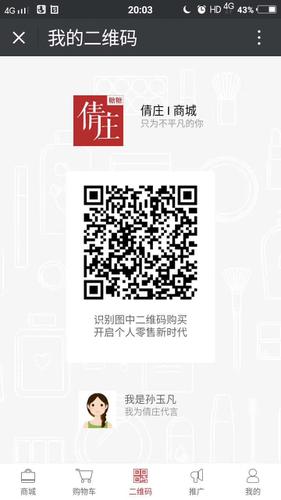 4G 20:03 HD 4G 43%
我的二维码
倩庄 糖糖
倩庄 I 商城
只为不平凡的你
识别图中二维码购买
开启个人零售新时代
我是孙玉凡
我为倩庄代言
商城 购物车 二维码 推广 我的